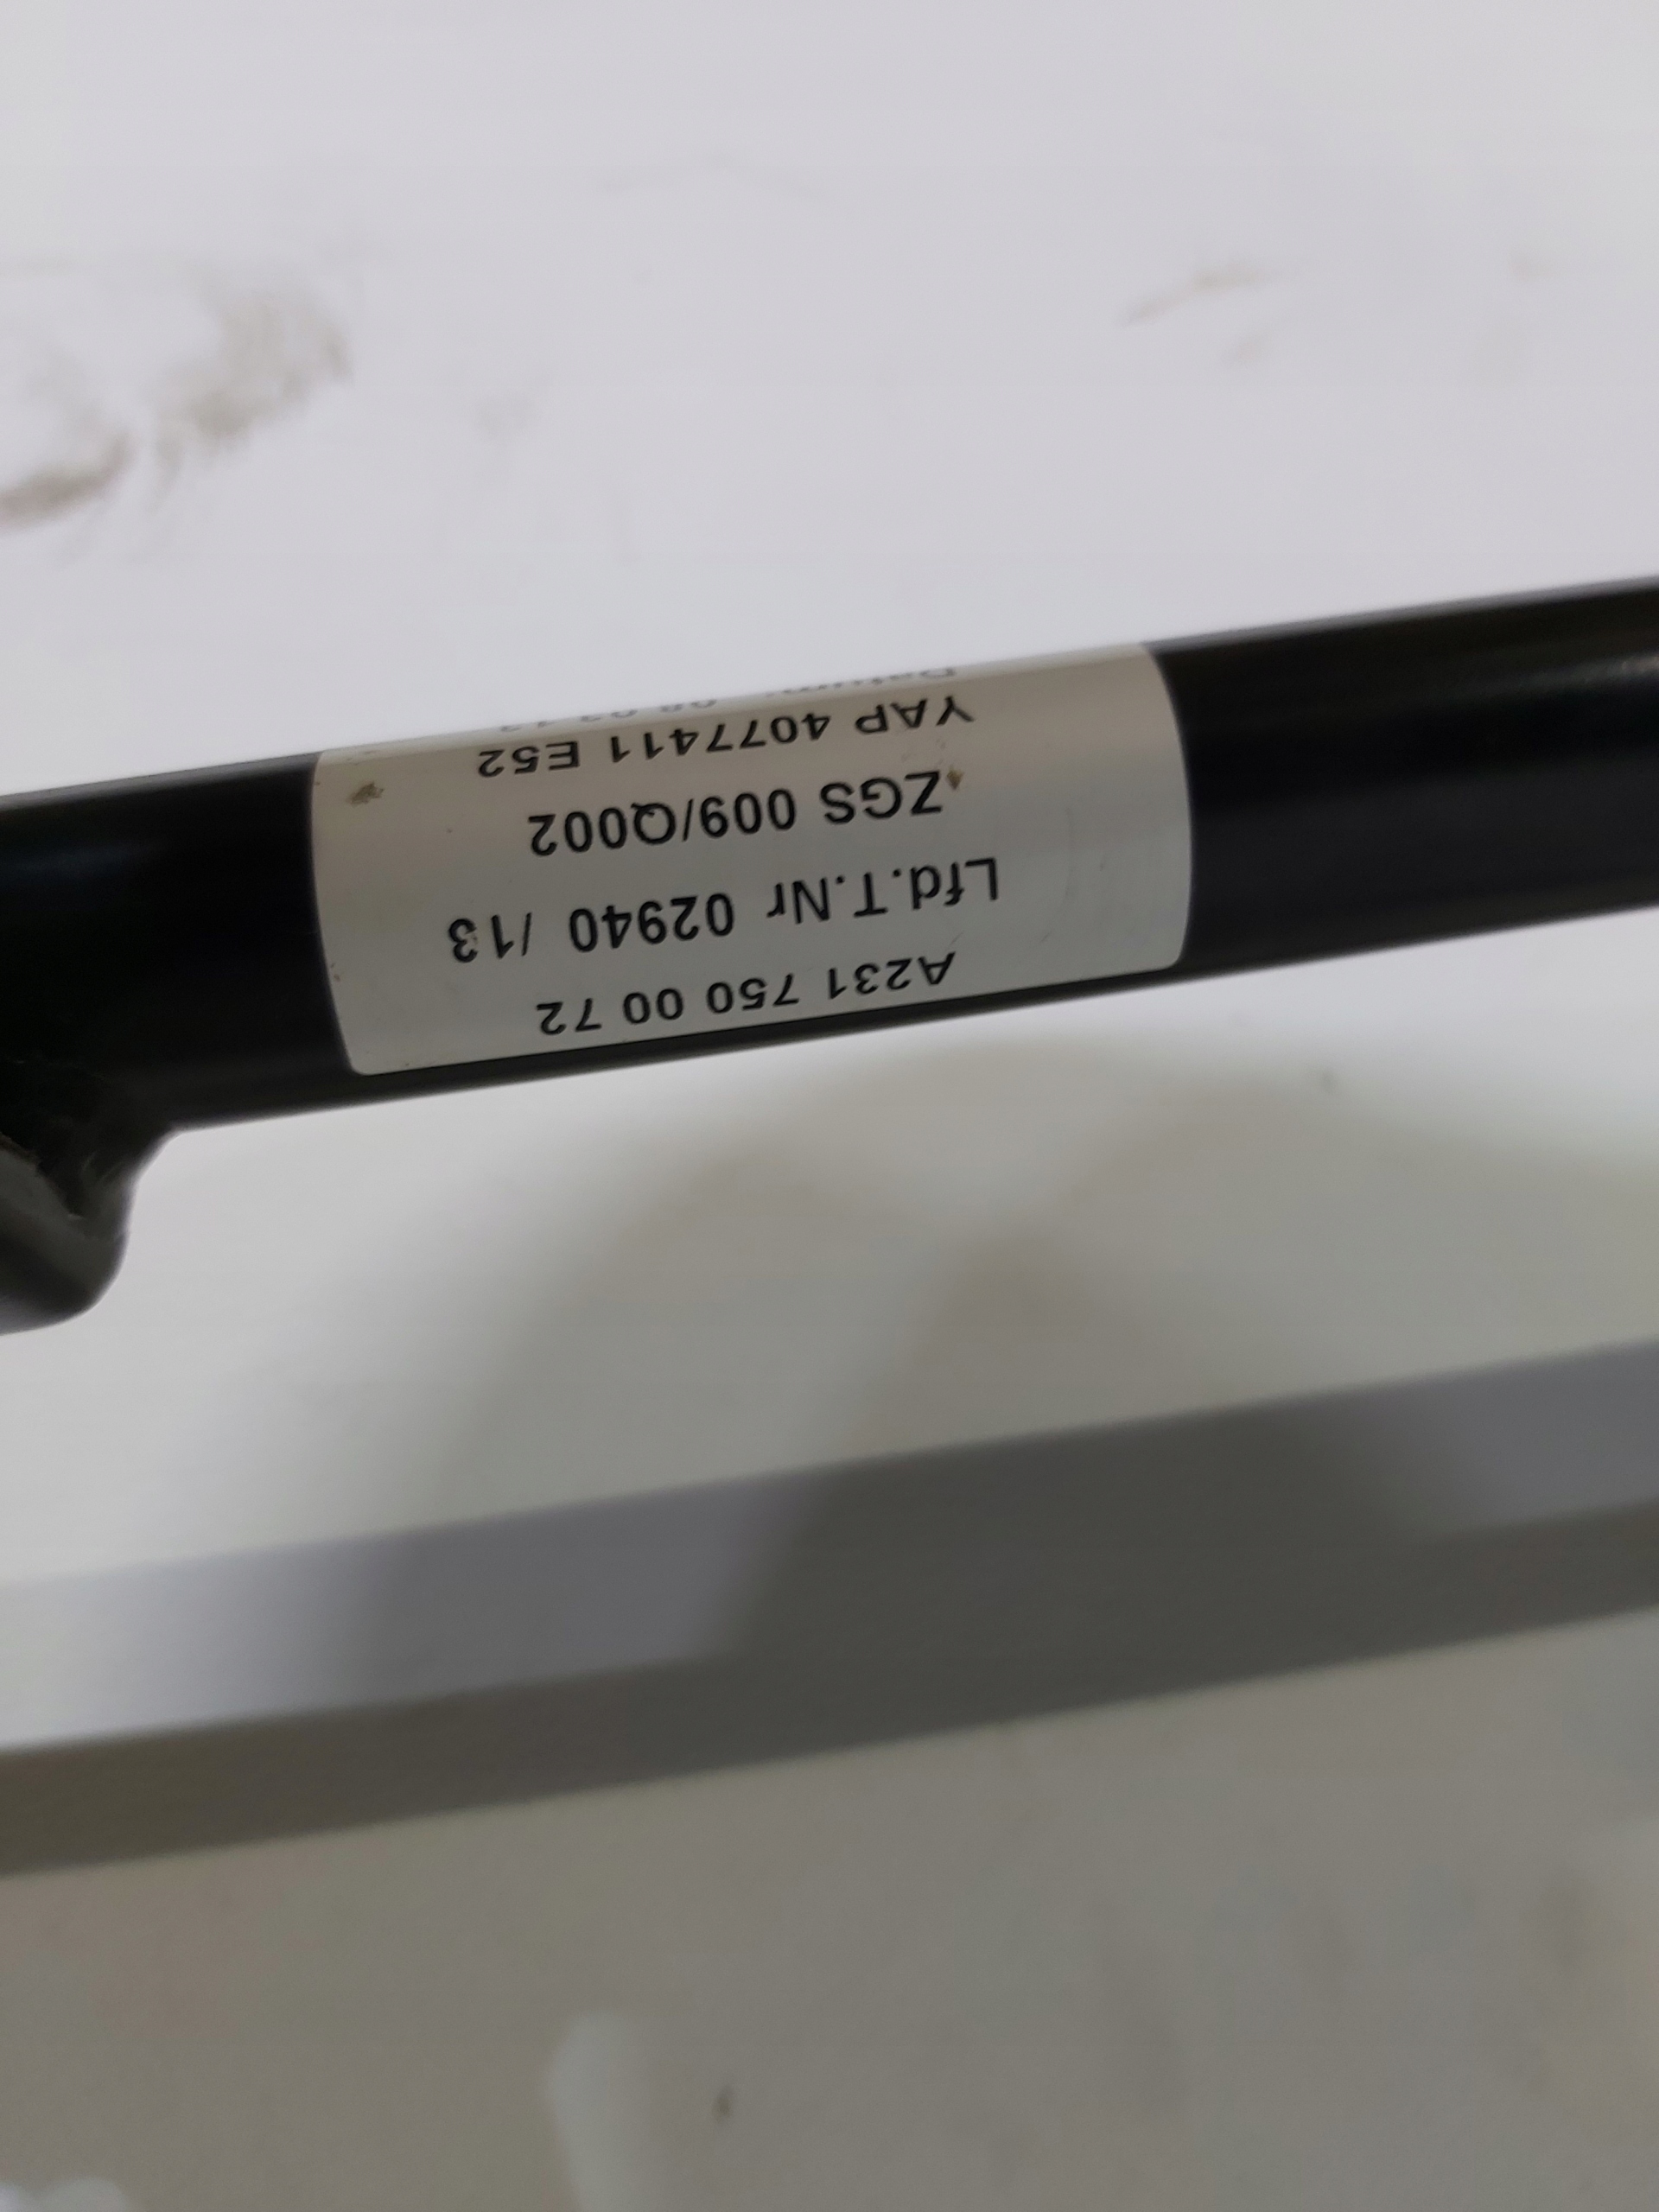 A231 750 00 72
Lfd.T.Nr 02940 /13
ZGS 009/Q002
YAP 4077411 E52